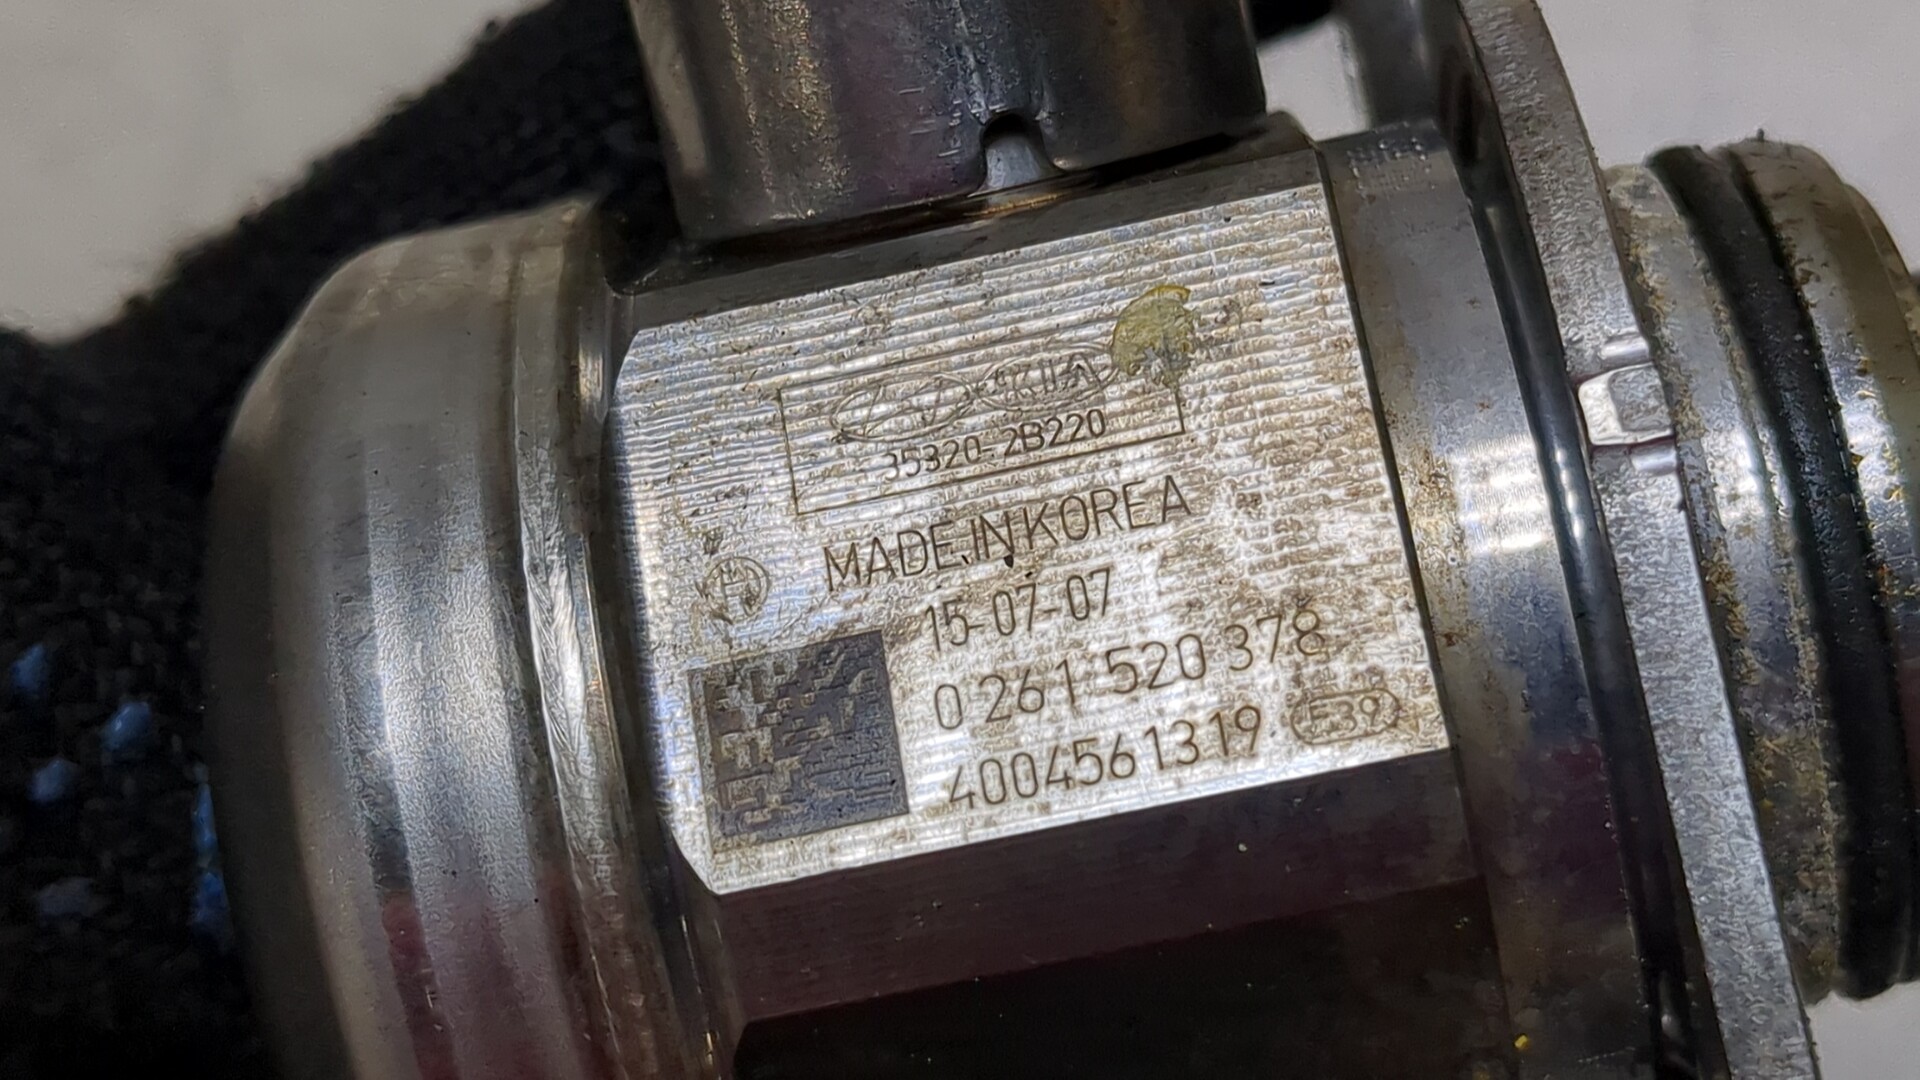 KIA
35320-2B220
MADE IN KOREA
15-07-07
0 261 520 378
4004561319 E39